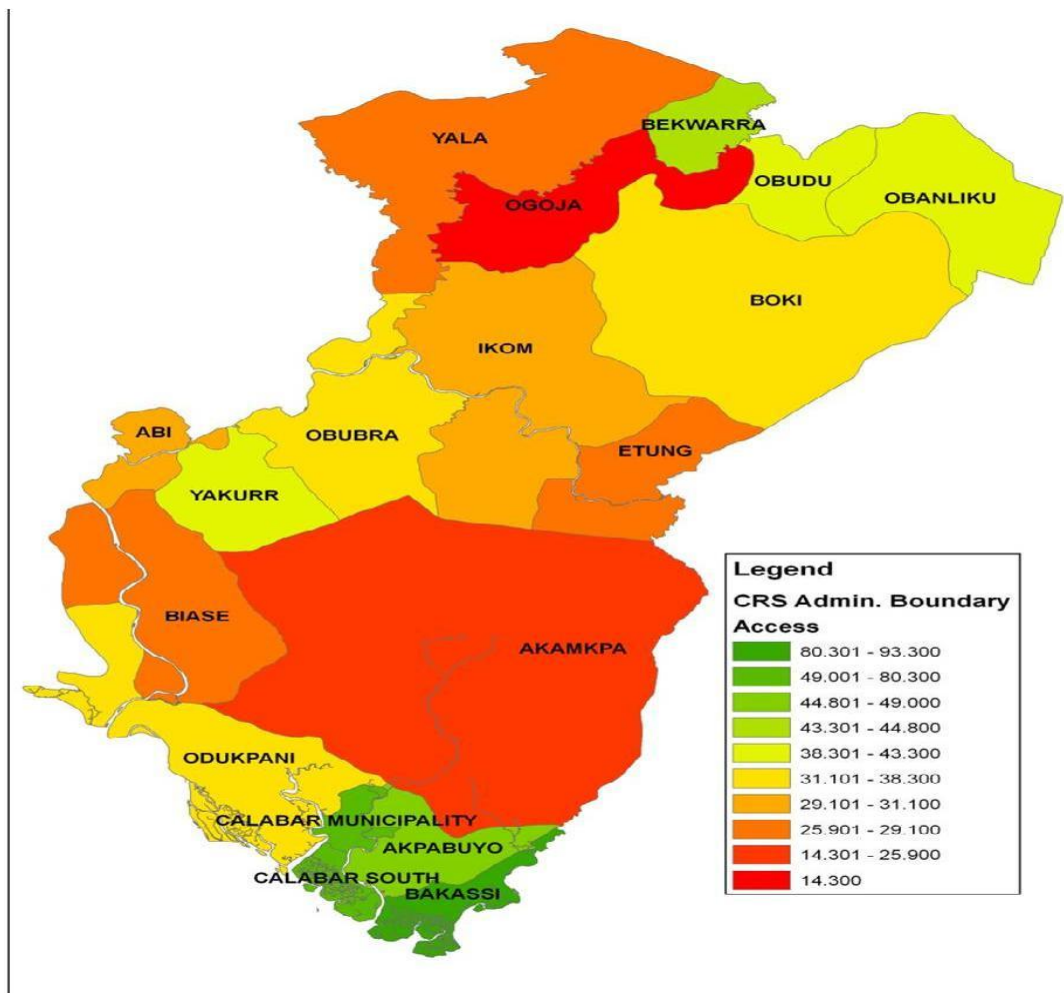 BEKWARRA
YALA
OBUDU
OBANLIKU
OGOJA
BOKI
IKOM
ABI
OBUBRA
ETUNG
YAKURR
BIASE
AKAMKPA
ODUKPANI
CALABAR MUNICIPALITY
AKPABUYO
CALABAR SOUTH
BAKASSI
Legend
CRS Admin. Boundary
Access
80.301 - 93.300
49.001 - 80.300
44.801 - 49.000
43.301 - 44.800
38.301 - 43.300
31.101 - 38.300
29.101 - 31.100
25.901 - 29.100
14.301 - 25.900
14.300